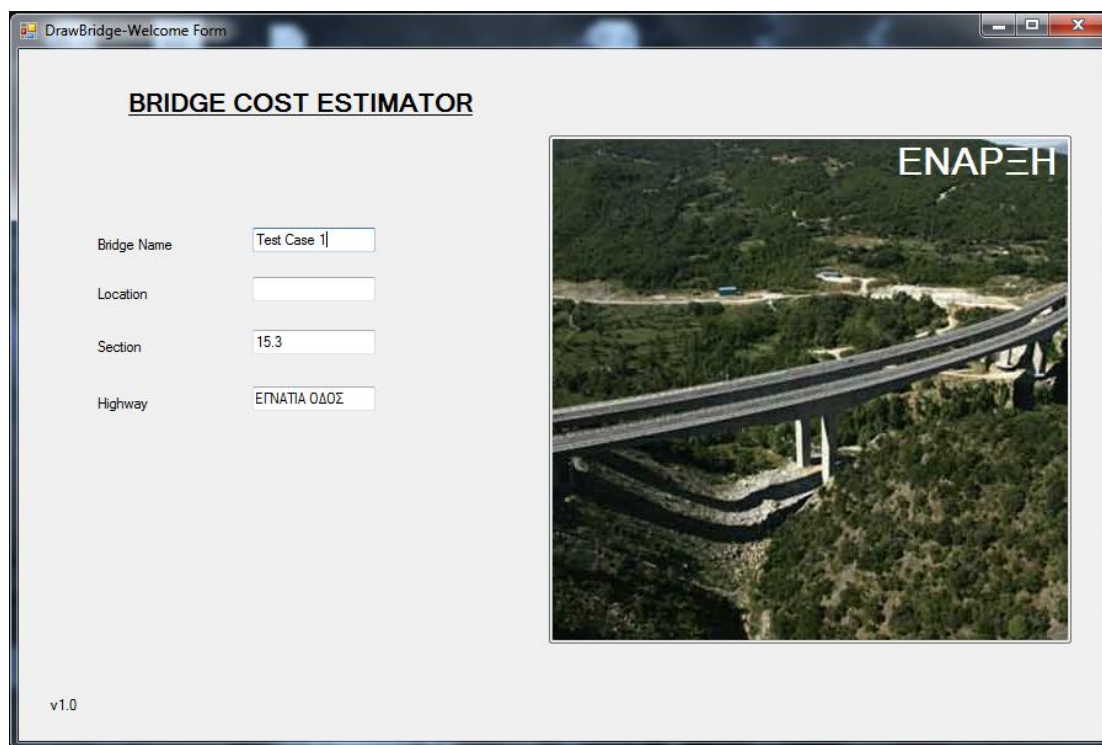 DrawBridge-Welcome Form
BRIDGE COST ESTIMATOR
ΕΝΑΡΞΗ
Bridge Name Test Case 1
Location
Section 15.3
Highway ΕΓΝΑΤΙΑ ΟΔΟΣ
v1.0